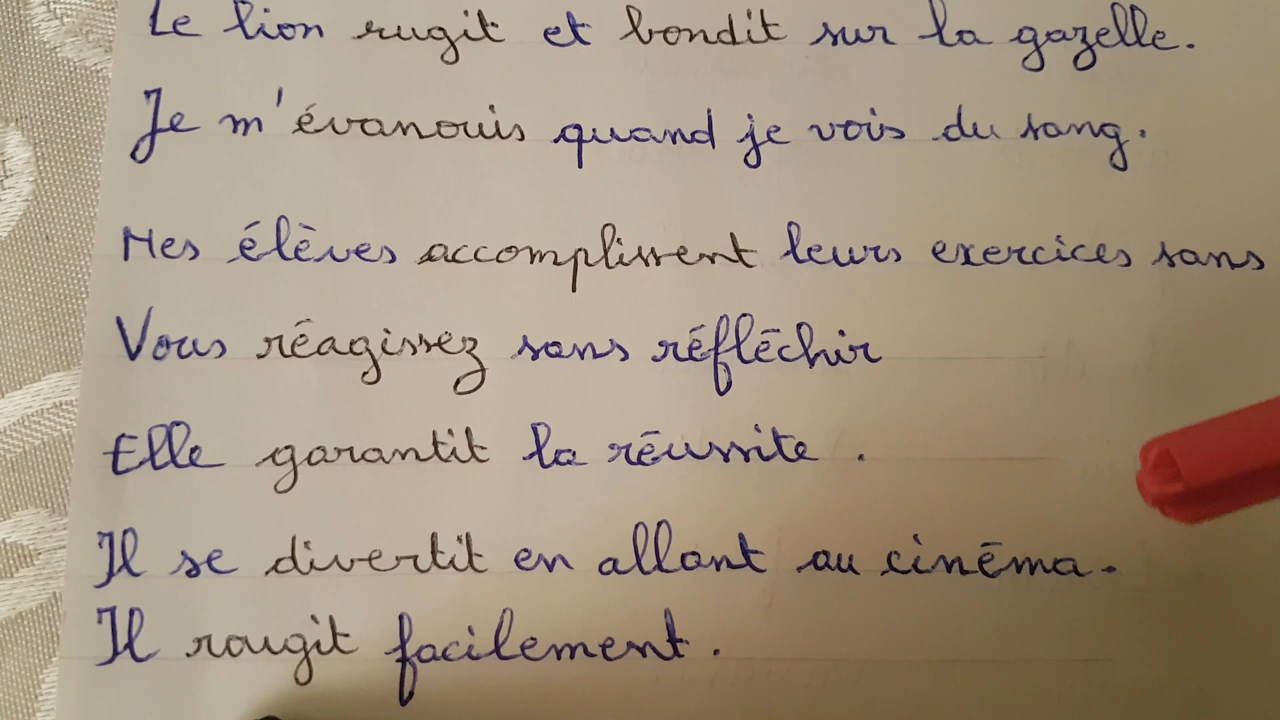 Le lion rugit et bondit sur la gazelle.
Je m'évanouis quand je vois du sang.
Mes élèves accomplissent leurs exercices sans
Vous réagissez sans réfléchir
Elle garantit la réussite .
Il se divertit en allant au cinéma.
Il rougit facilement.